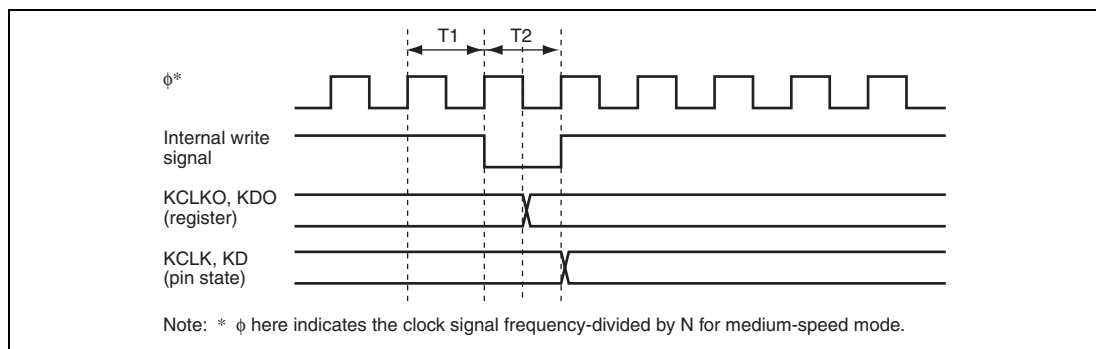 T1 T2
ϕ*
Internal write
signal
KCLKO, KDO
(register)
KCLK, KD
(pin state)
Note: * ϕ here indicates the clock signal frequency-divided by N for medium-speed mode.